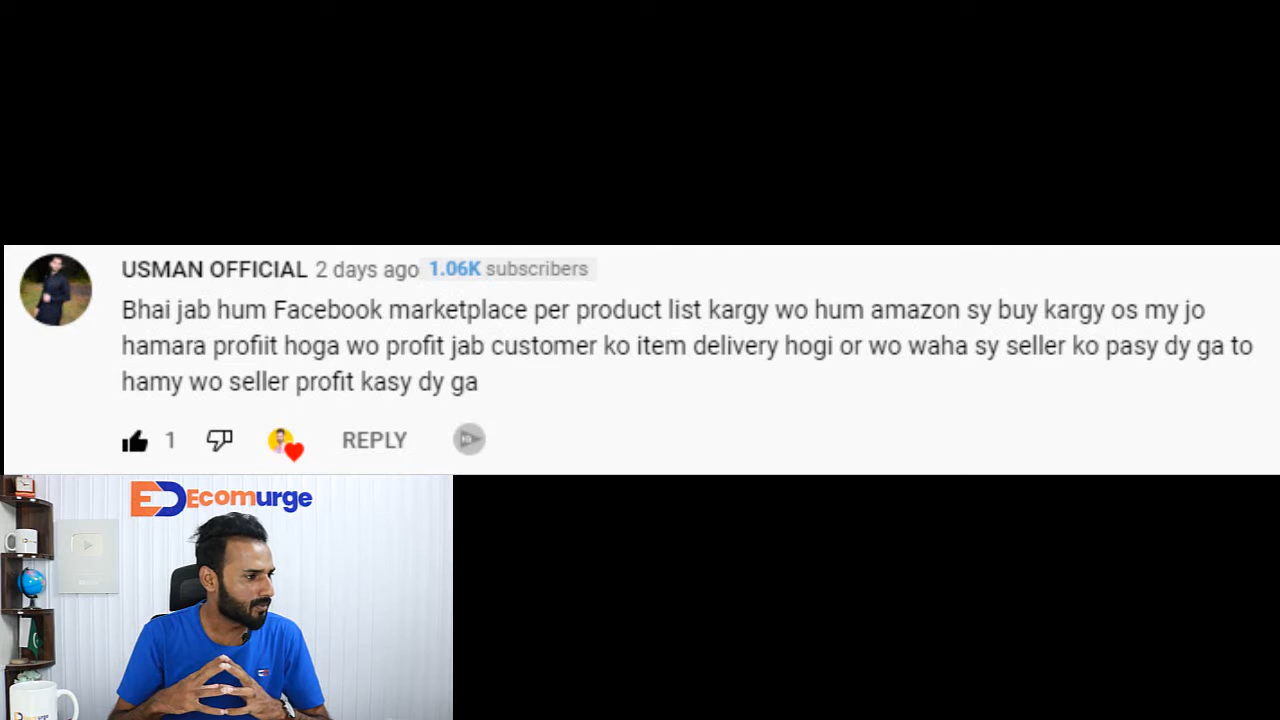 USMAN OFFICIAL 2 days ago 1.06K subscribers
Bhai jab hum Facebook marketplace per product list kargy wo hum amazon sy buy kargy os my jo
hamara profiit hoga wo profit jab customer ko item delivery hogi or wo waha sy seller ko pasy dy ga to
hamy wo seller profit kasy dy ga
1 REPLY
Ecomurge